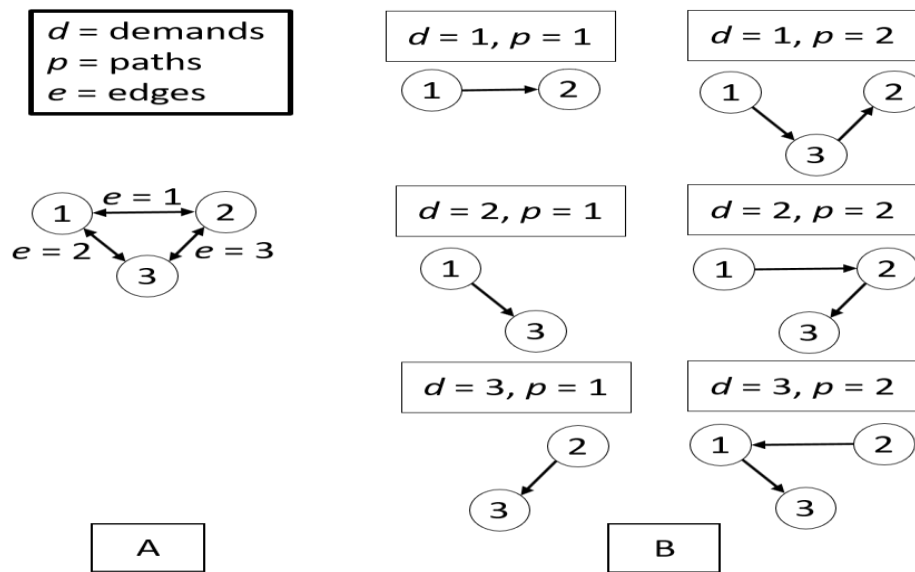 d = demands
p = paths
e = edges
1
e = 1
2
e = 2
3
e = 3
A
d = 1, p = 1
1
2
d = 1, p = 2
1
2
3
d = 2, p = 1
1
3
d = 2, p = 2
1
2
3
d = 3, p = 1
2
3
d = 3, p = 2
1
2
3
B